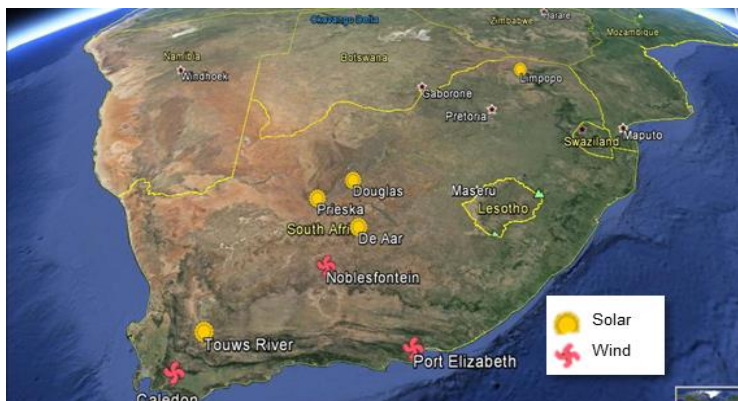 Okavango Delta
Zimbabwe
Harare
Mozambique
Namibia
Windhoek
Botswana
Limpopo
Gaborone
Pretoria
Swaziland
Maputo
Douglas
Maseru
Prieska
Lesotho
South Afri
De Aar
Noblesfontein
Solar
Touws River
Wind
Port Elizabeth
Caledon